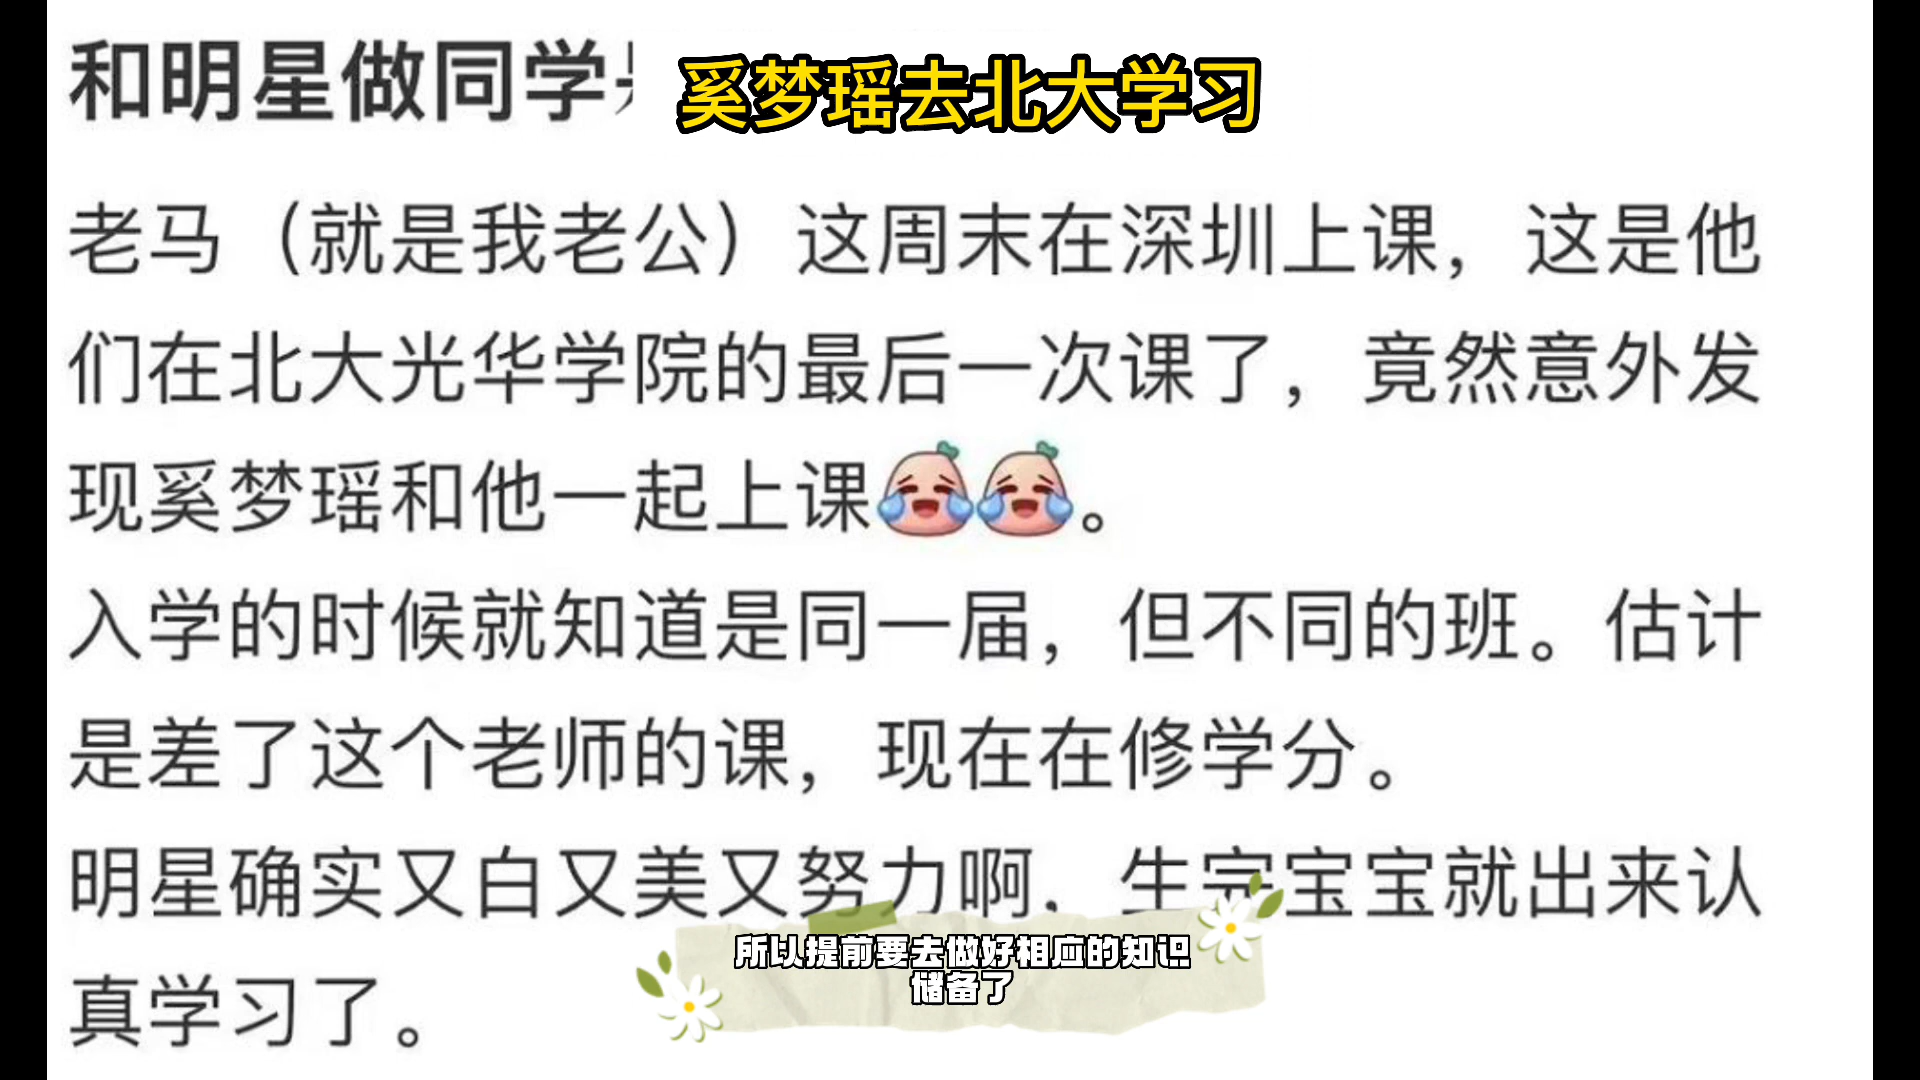 和明星做同学
奚梦瑶去北大学习
老马（就是我老公）这周末在深圳上课，这是他
们在北大光华学院的最后一次课了，竟然意外发
现奚梦瑶和他一起上课。
入学的时候就知道是同一届，但不同的班。估计
是差了这个老师的课，现在在修学分。
明星确实又白又美又努力啊，生完宝宝就出来认
真学习了。
所以提前要去做好相应的知识
储备了